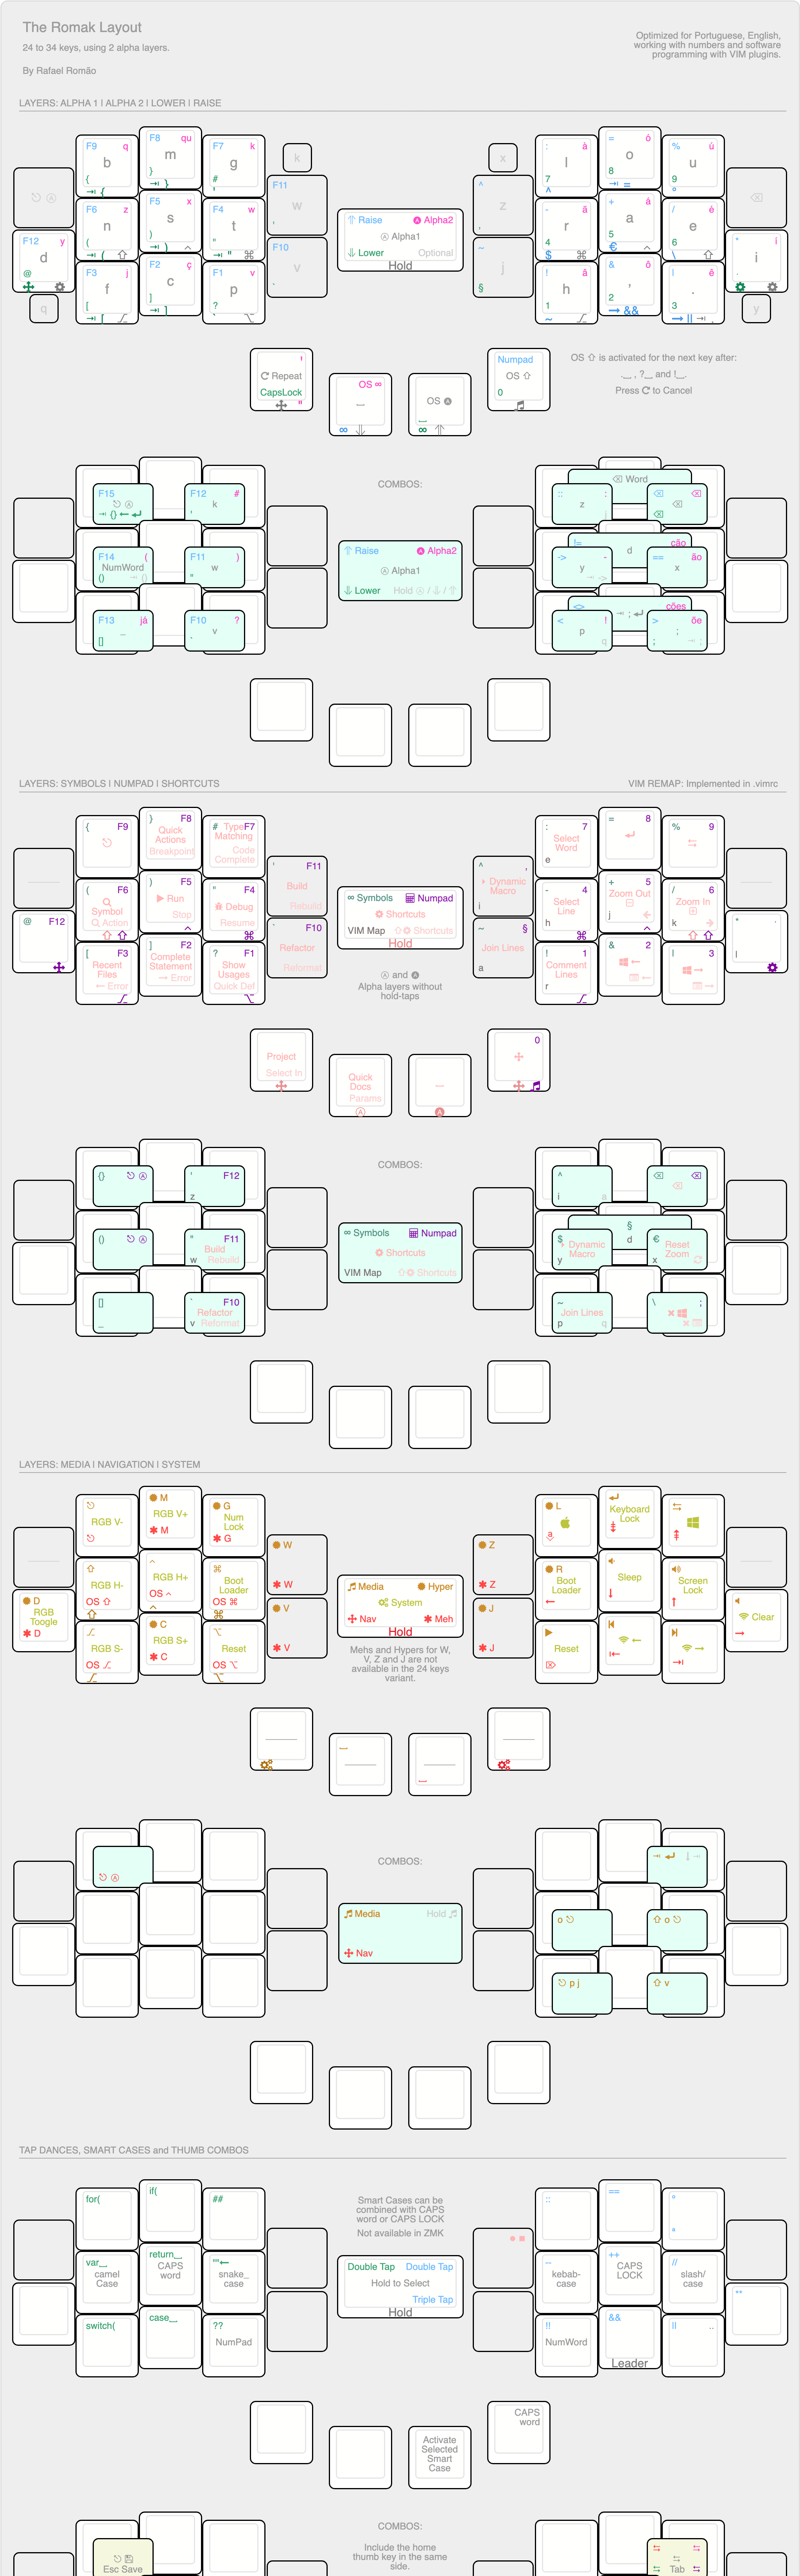 The Romak Layout
24 to 34 keys, using 2 alpha layers.
By Rafael Romão
Optimized for Portuguese, English,
working with numbers and software
programming with VIM plugins.
LAYERS: ALPHA 1 | ALPHA 2 | LOWER | RAISE
F9 q
b
{
F8 qu
m
}
F7 k
g
#
k
F11
w
'
F6 z
n
(
F5 x
s
)
F4 w
t
"
F10
v
.
F12 y
d
@
F3 j
f
[
F2 ç
c
]
F1 v
p
?
q
Raise Alpha2
Alpha1
Lower Optional
Hold
x
^
z
,
: à
l
7
= ó
o
8
% ú
u
9
~
j
§
- ã
r
4
$
+ á
a
5
€
/ é
e
6
\
* í
i
! â
h
1
~
& ô
,
2
&&
| ê
.
3
||
y
'
Repeat
CapsLock
"
OS
OS
Numpad
OS
0
OS is activated for the next key after:
._ , ?_ and !_.
Press to Cancel
COMBOS:
F15
{}
F12 #
k
'
F14 (
NumWord
()
F11 )
w
"
F13 já
_
[]
F10 ?
v
.
Raise Alpha2
Alpha1
Lower Hold / /
Word
:: :
z
!= cão
d
-> -
y
->
== ão
x
<> ções
;
< !
p
q
> õe
;
;
LAYERS: SYMBOLS | NUMPAD | SHORTCUTS
VIM REMAP: Implemented in .vimrc
{ F9
} F8
Quick
Actions
Breakpoint
# Type F7
Matching
Code
Complete
' F11
Build
Rebuild
( F6
Symbol
Action
) F5
Run
Stop
" F4
Debug
Resume
. F10
Refactor
Reformat
@ F12
[ F3
Recent
Files
Error
] F2
Complete
Statement
Error
? F1
Show
Usages
Quick Def
Symbols Numpad
Shortcuts
VIM Map Shortcuts
Hold
and
Alpha layers without
hold-taps
^ ,
Dynamic
Macro
i
~ §
Join Lines
a
: 7
Select
Word
e
= 8
% 9
- 4
Select
Line
h
+ 5
Zoom Out
j
/ 6
Zoom In
k
* .
l
! 1
Comment
Lines
r
& 2
| 3
Project
Select In
Quick
Docs
Params
0
COMBOS:
{}
' F12
z
()
" F11
Build
w Rebuild
[]
_
. F10
Refactor
v Reformat
Symbols Numpad
Shortcuts
VIM Map Shortcuts
^
i
§
d
$ Dynamic
Macro
y
€ Reset
Zoom
x
~
Join Lines
p q
\ ;
LAYERS: MEDIA | NAVIGATION | SYSTEM
RGB V-
M
RGB V+
M
G
Num
Lock
G
W
W
RGB H-
OS
RGB H+
OS
Boot
Loader
OS
V
V
D
RGB
Toogle
D
RGB S-
OS
C
RGB S+
C
Reset
OS
Media Hyper
System
Nav Meh
Hold
Mehs and Hypers for W,
V, Z and J are not
available in the 24 keys
variant.
Z
Z
J
J
L
a
Keyboard
Lock
R
Boot
Loader
Sleep
Screen
Lock
Clear
Reset
COMBOS:
Media Hold
Nav
o
o
p j
v
TAP DANCES, SMART CASES and THUMB COMBOS
for(
if(
##
var_
camel
Case
return_
CAPS
word
""
snake_
case
switch(
case_
??
NumPad
Smart Cases can be
combined with CAPS
word or CAPS LOCK
Not available in ZMK
Double Tap Double Tap
Hold to Select
Triple Tap
Hold
::
==
*
--
kebab-
case
++
CAPS
LOCK
//
slash/
case
!!
NumWord
&&
Leader
|| ..
CAPS
word
Activate
Selected
Smart
Case
COMBOS:
Include the home
thumb key in the same
side.
Esc Save
Tab